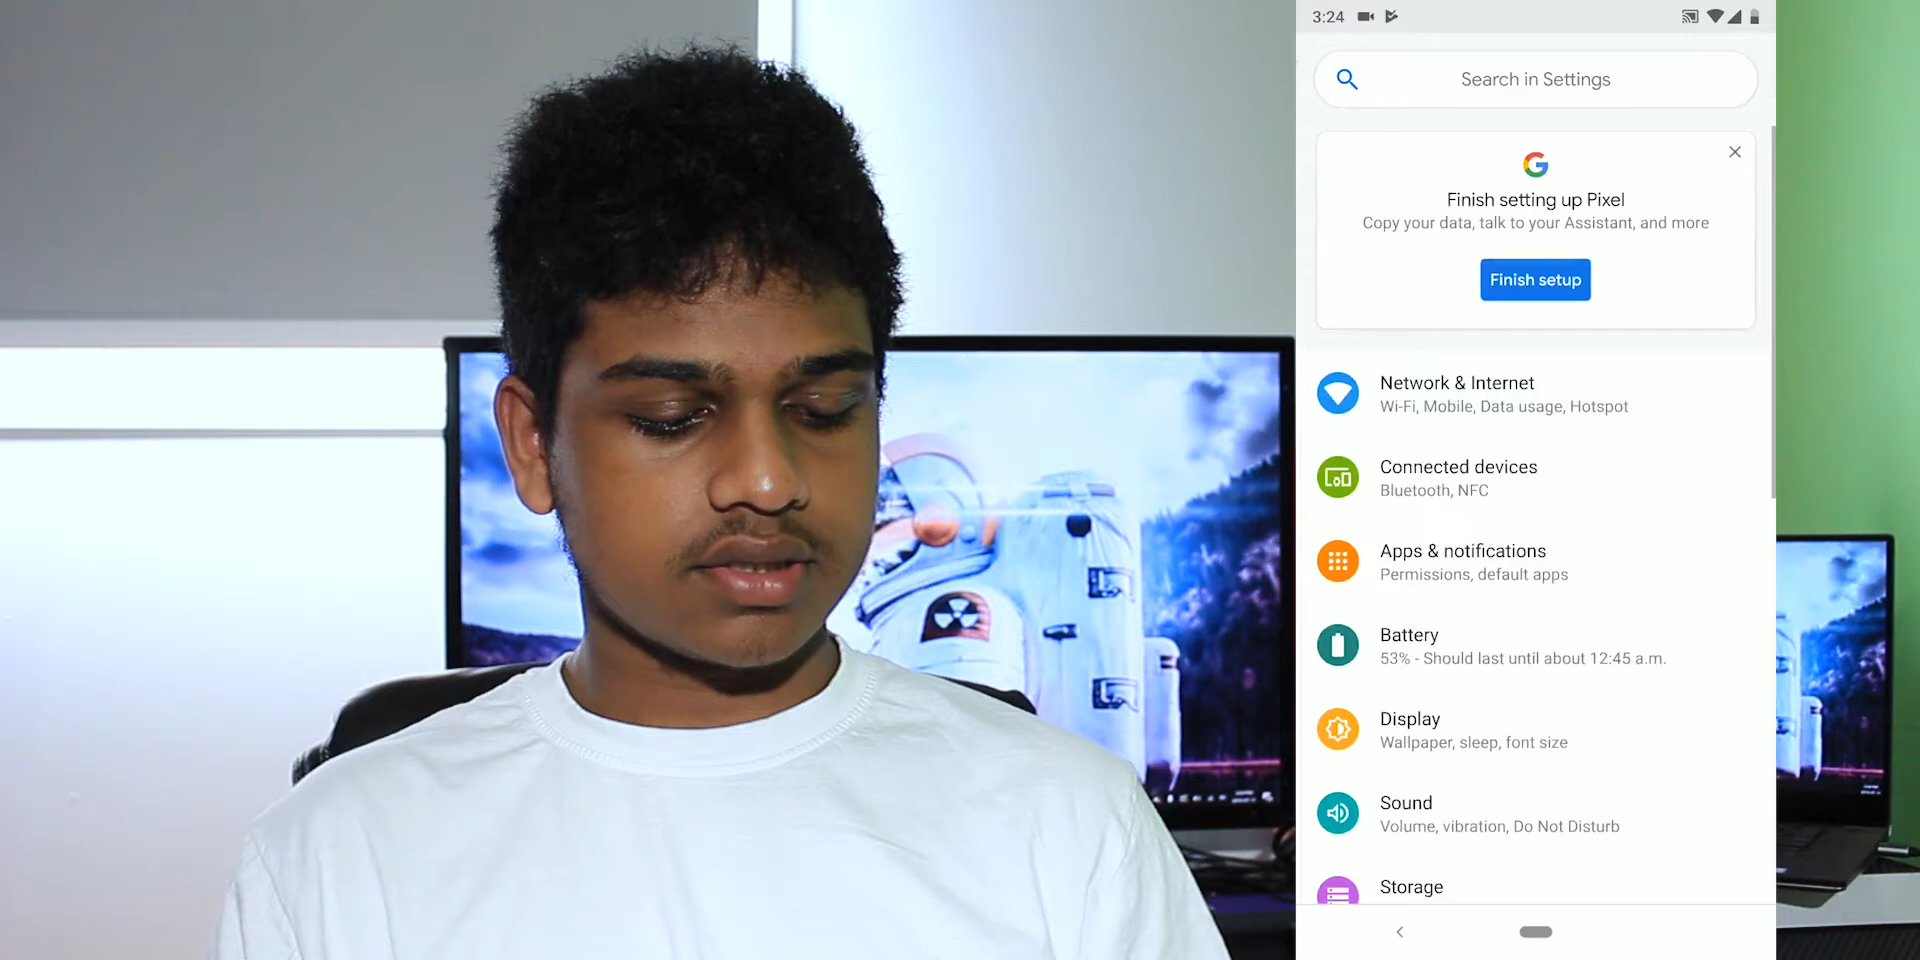 3:24
Search in Settings
Finish setting up Pixel
Copy your data, talk to your Assistant, and more
Finish setup
Network & Internet
Wi-Fi, Mobile, Data usage, Hotspot
Connected devices
Bluetooth, NFC
Apps & notifications
Permissions, default apps
Battery
53% - Should last until about 12:45 a.m.
Display
Wallpaper, sleep, font size
Sound
Volume, vibration, Do Not Disturb
Storage